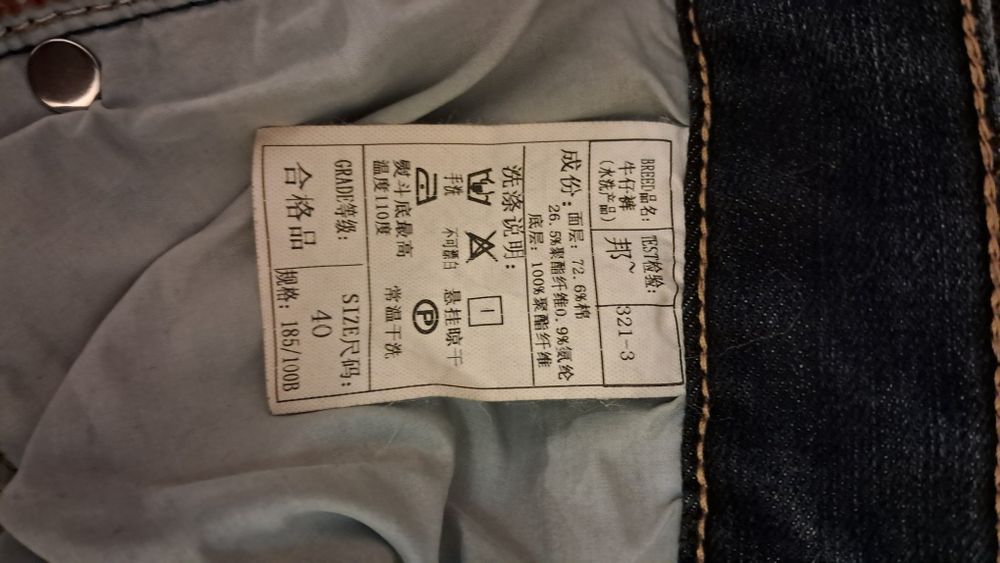 BREED品名: TEST检验: 321-3
牛仔裤 邦~
(水洗产品)
成份: 面层: 72.6%棉
26.5%聚酯纤维0.9%氨纶
底层: 100%聚酯纤维
洗涤说明:
手洗 不可漂白 悬挂晾干
P
熨斗底最高 常温干洗
温度110度
GRADE等级: SIZE尺码:
合格品 40
规格: 185/100B